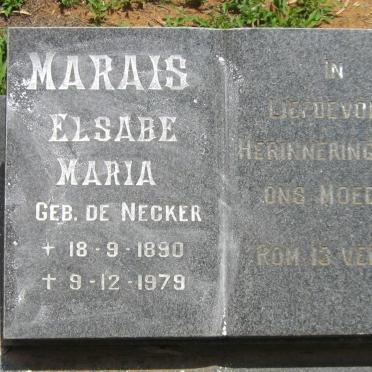 MARAIS
ELSABE
MARIA
GEB. DE NECKER
+ 18-9-1890
+ 9-12-1979
IN
LIEFDEVOL
HERINNERING
ONS MOED
ROM 13 VE